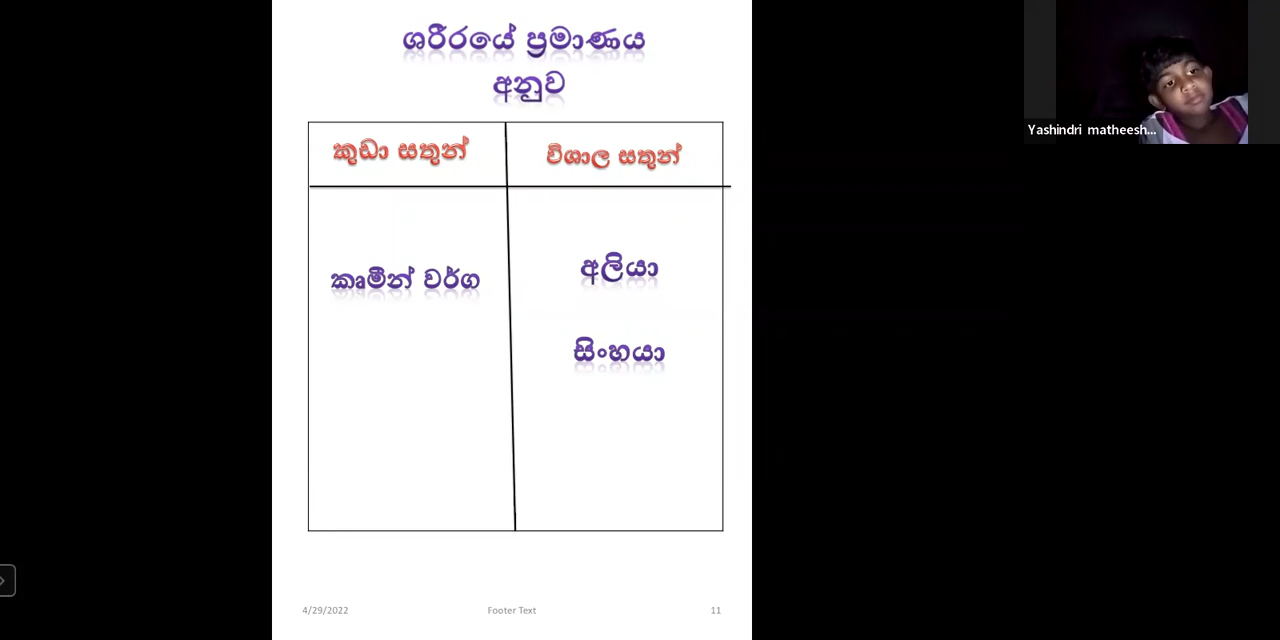 ශරීරයේ ප්‍රමාණය
අනුව
කුඩා සතුන්
විශාල සතුන්
කෘමීන් වර්ග
අලියා
සිංහයා
4/29/2022
Footer Text
11
Yashindri matheesh...